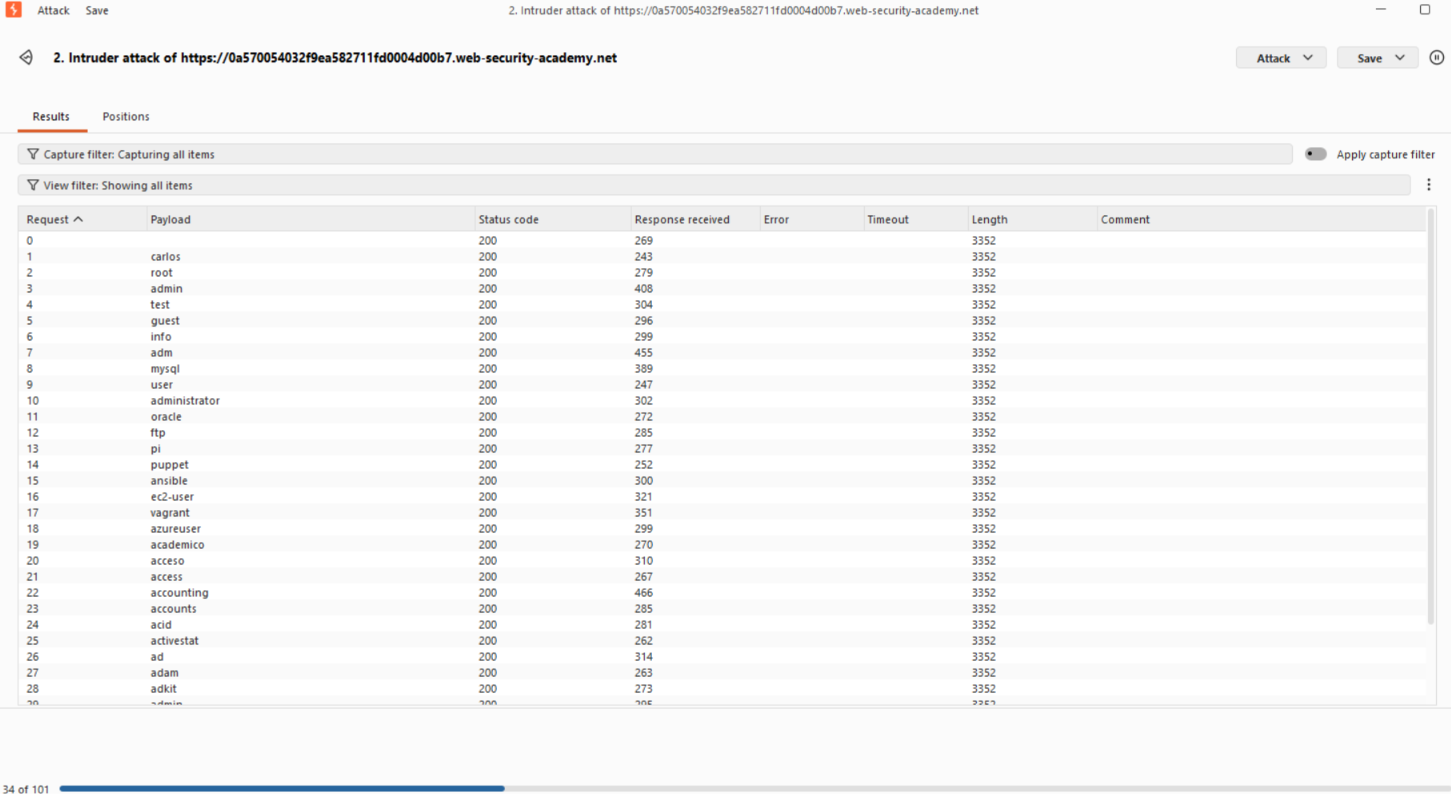 Attack Save 2. Intruder attack of https://0a570054032f9ea582711fd0004d00b7.web-security-academy.net
2. Intruder attack of https://0a570054032f9ea582711fd0004d00b7.web-security-academy.net Attack Save
Results Positions
Capture filter: Capturing all items Apply capture filter
View filter: Showing all items
Request Payload Status code Response received Error Timeout Length Comment
0 200 269 3352
1 carlos 200 243 3352
2 root 200 279 3352
3 admin 200 408 3352
4 test 200 304 3352
5 guest 200 296 3352
6 info 200 299 3352
7 adm 200 455 3352
8 mysql 200 389 3352
9 user 200 247 3352
10 administrator 200 302 3352
11 oracle 200 272 3352
12 ftp 200 285 3352
13 pi 200 277 3352
14 puppet 200 252 3352
15 ansible 200 300 3352
16 ec2-user 200 321 3352
17 vagrant 200 351 3352
18 azureuser 200 299 3352
19 academico 200 270 3352
20 acceso 200 310 3352
21 access 200 267 3352
22 accounting 200 466 3352
23 accounts 200 285 3352
24 acid 200 281 3352
25 activestat 200 262 3352
26 ad 200 314 3352
27 adam 200 263 3352
28 adkit 200 273 3352
29 admin 200 3352
34 of 101